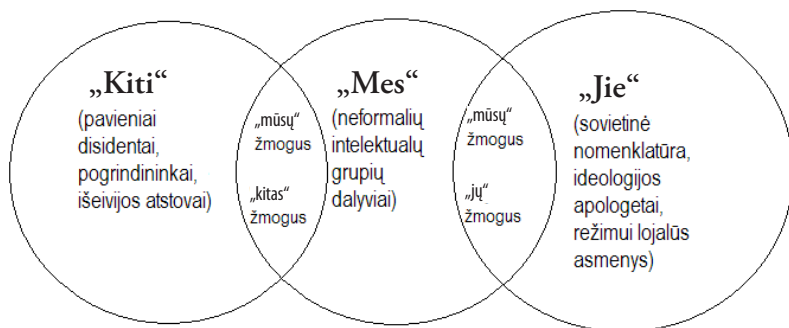 „Kiti“
(pavieniai
disidentai,
pogrindininkai,
išeivijos atstovai)
„mūsų“
žmogus
„kitas“
žmogus
„Mes“
(neformalių
intelektualų
grupių
dalyviai)
„mūsų“
žmogus
„jų“
žmogus
„Jie“
(sovietinė
nomenklatūra,
ideologijos
apologetai,
režimui lojalūs
asmenys)